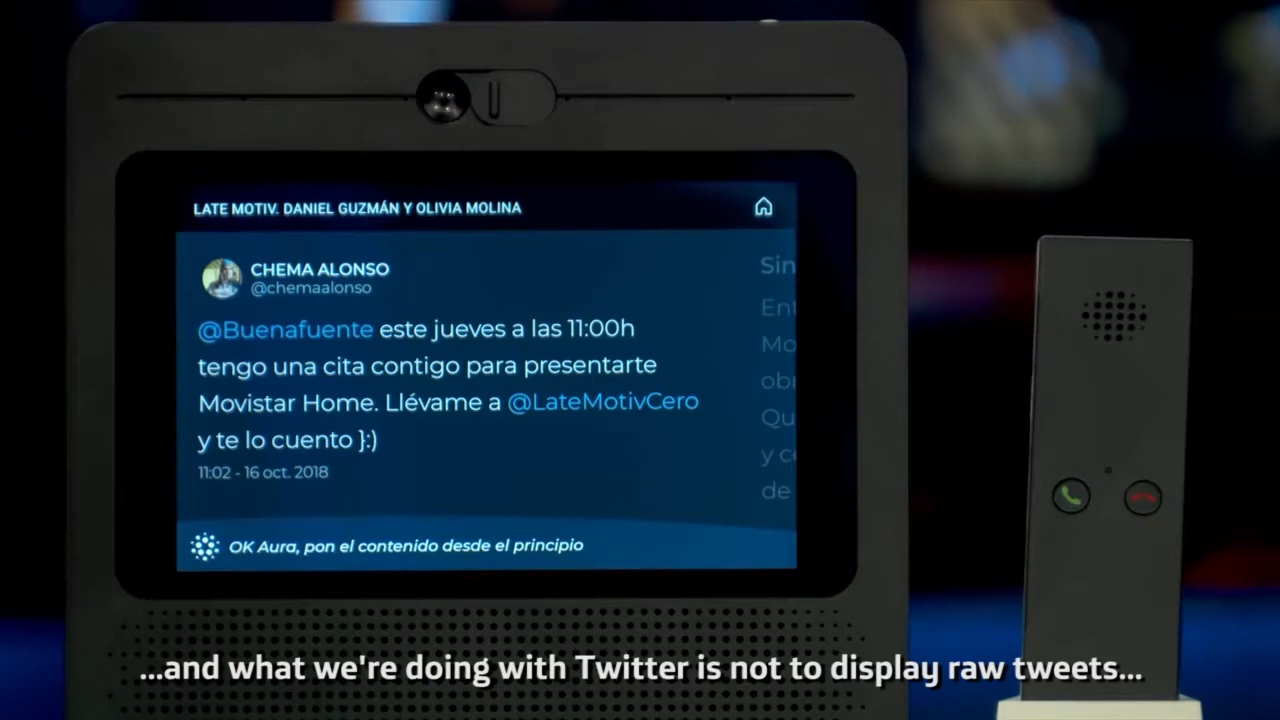 LATE MOTIV. DANIEL GUZMÁN Y OLIVIA MOLINA
CHEMA ALONSO
@chemaalonso
@Buenafuente este jueves a las 11:00h
tengo una cita contigo para presentarte
Movistar Home. Llévame a @LateMotivCero
y te lo cuento }:)
11:02 - 16 oct. 2018
OK Aura, pon el contenido desde el principio
...and what we're doing with Twitter is not to display raw tweets...